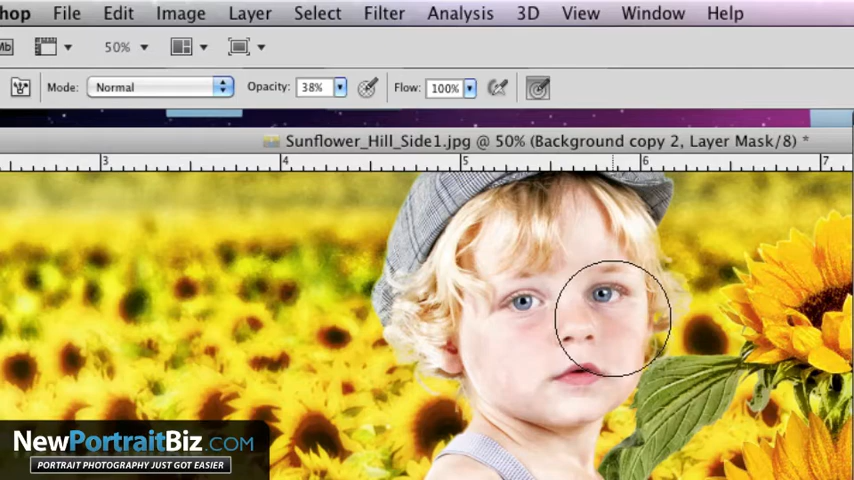 hop File Edit Image Layer Select Filter Analysis 3D View Window Help
Mb 50%
Mode: Normal Opacity: 38% Flow: 100%
Sunflower_Hill_Side1.jpg @ 50% (Background copy 2, Layer Mask/8) *
3 4 5 6 7
NewPortraitBiz.COM
PORTRAIT PHOTOGRAPHY JUST GOT EASIER